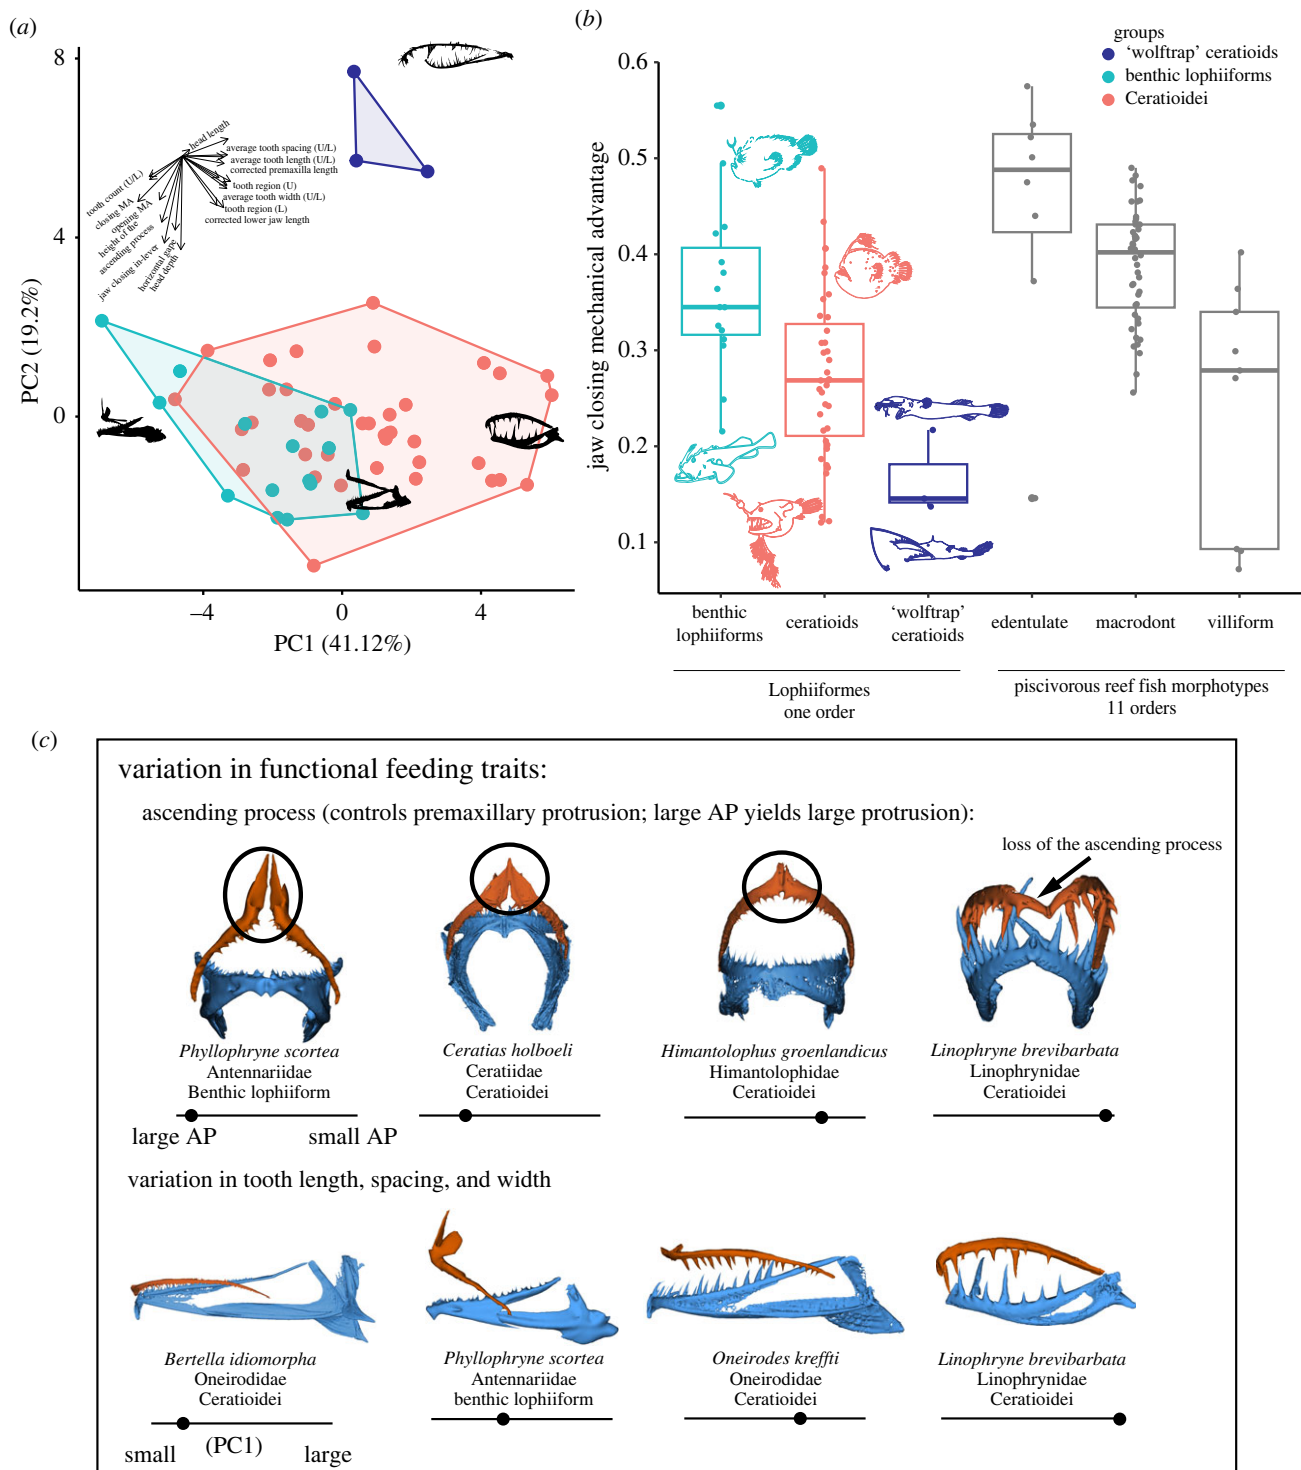 (a)
8
4
0
PC2 (19.2%)
–4
0
4
PC1 (41.12%)
head length
average tooth spacing (U/L)
average tooth length (U/L)
corrected premaxilla length
tooth region (U)
average tooth width (U/L)
tooth region (L)
corrected lower jaw length
tooth count (U/L)
closing MA
opening MA
height of the
ascending process
jaw closing in-lever
horizontal gape
head depth
(b)
groups
'wolftrap' ceratioids
benthic lophiiforms
Ceratioidei
0.6
0.5
0.4
0.3
0.2
0.1
jaw closing mechanical advantage
benthic
lophiiforms
ceratioids
'wolftrap'
ceratioids
edentulate
macrodont
villiform
Lophiiformes
one order
piscivorous reef fish morphotypes
11 orders
(c)
variation in functional feeding traits:
ascending process (controls premaxillary protrusion; large AP yields large protrusion):
loss of the ascending process
Phyllophryne scortea
Antennariidae
Benthic lophiiform
Ceratias holboeli
Ceratiidae
Ceratioidei
Himantolophus groenlandicus
Himantolophidae
Ceratioidei
Linophryne brevibarbata
Linophrynidae
Ceratioidei
large AP
small AP
variation in tooth length, spacing, and width
Bertella idiomorpha
Oneirodidae
Ceratioidei
Phyllophryne scortea
Antennariidae
benthic lophiiform
Oneirodes kreffti
Oneirodidae
Ceratioidei
Linophryne brevibarbata
Linophrynidae
Ceratioidei
small
(PC1)
large